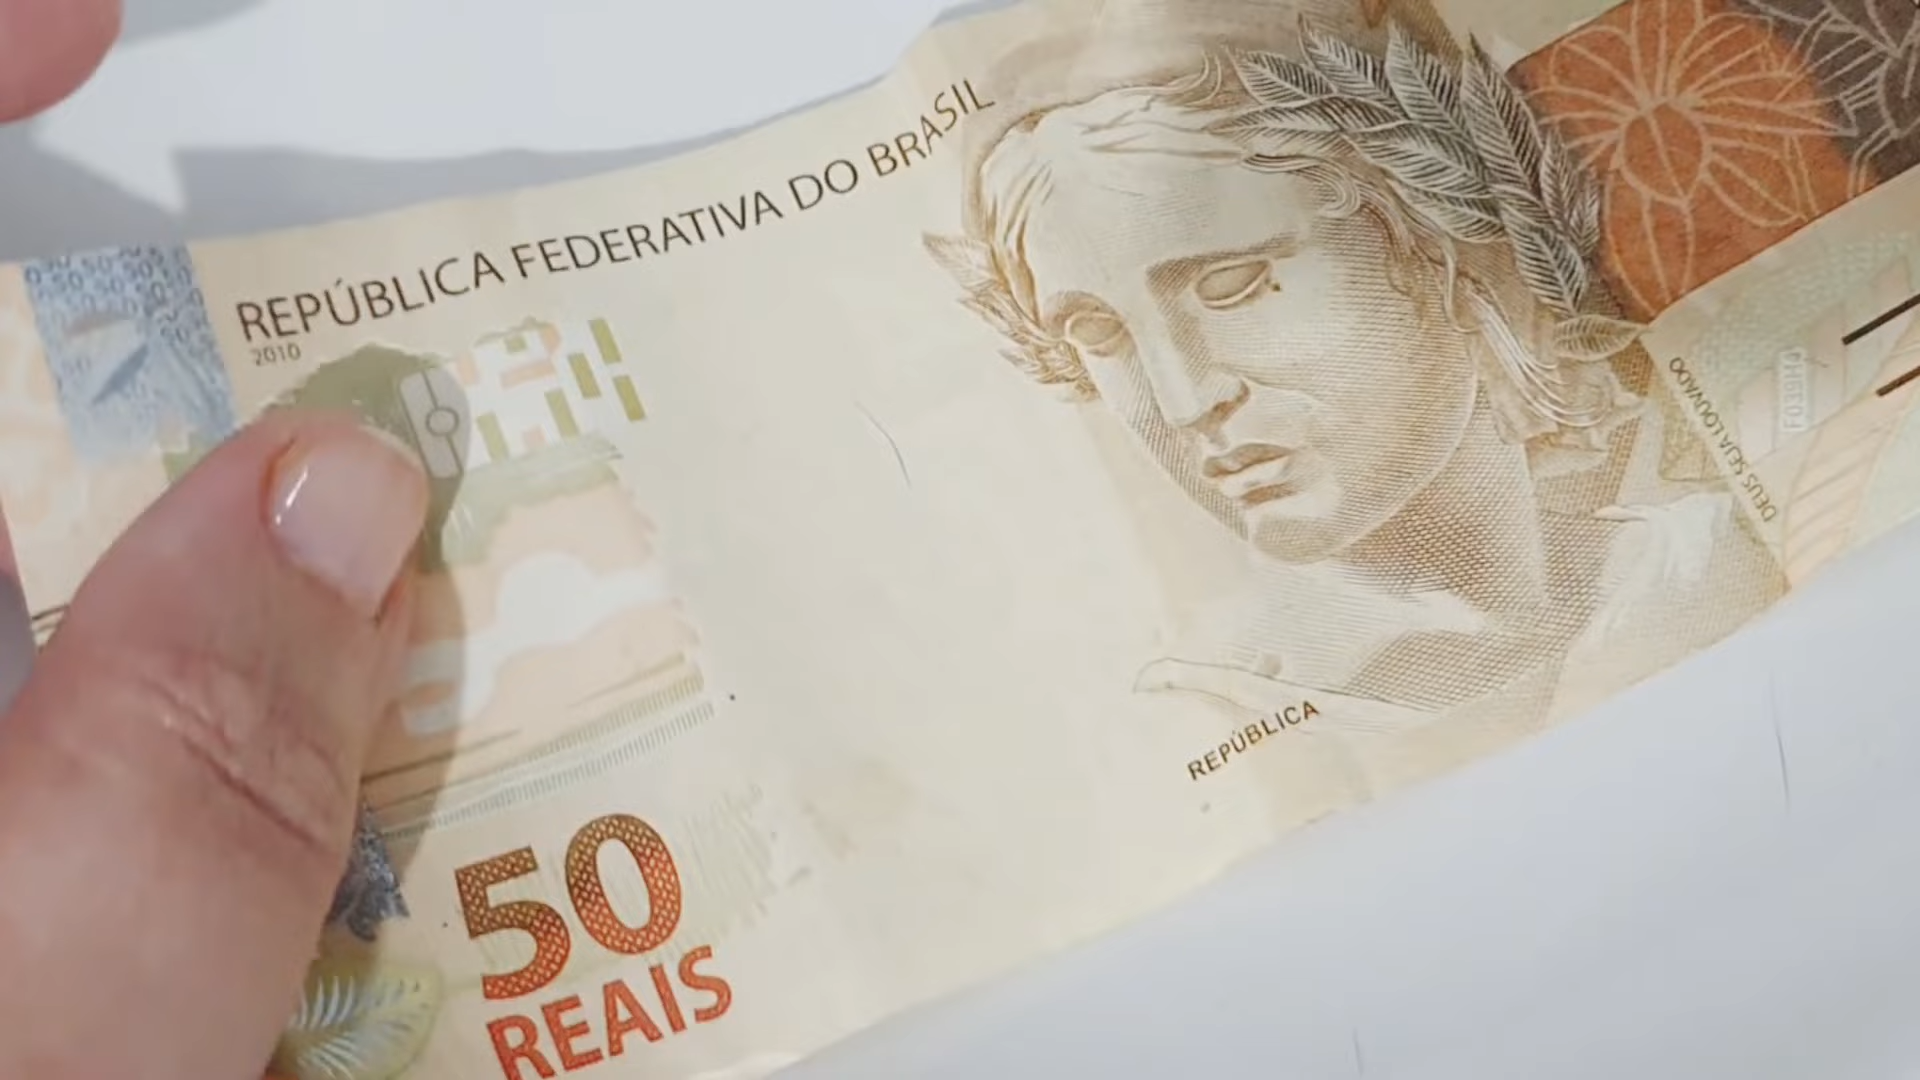 REPÚBLICA FEDERATIVA DO BRASIL
2010
DEUS SEJA LOUVADO
REPÚBLICA
50
REAIS